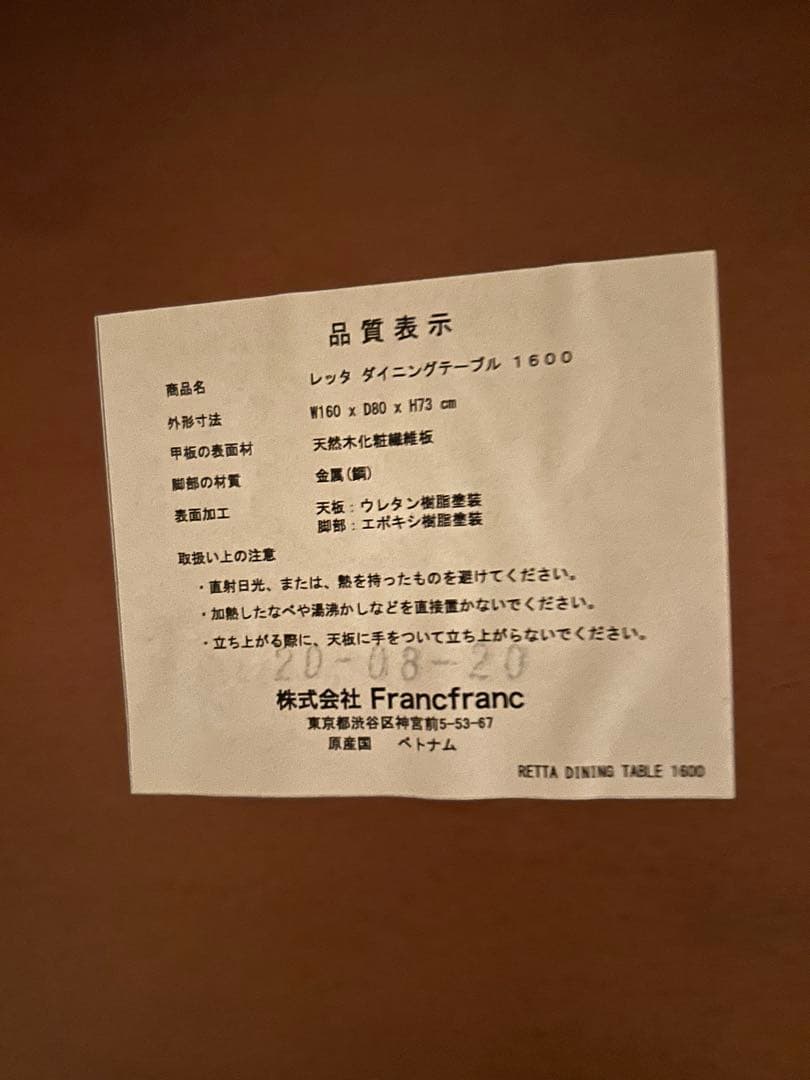 品質表示
商品名 レッタ ダイニングテーブル 1600
外形寸法 W160 x D80 x H73 cm
甲板の表面材 天然木化粧繊維板
脚部の材質 金属(鋼)
表面加工 天板:ウレタン樹脂塗装
脚部:エポキシ樹脂塗装
取扱い上の注意
・直射日光、または、熱を持ったものを避けてください。
・加熱したなべや湯沸かしなどを直接置かないでください。
・立ち上がる際に、天板に手をついて立ち上がらないでください。
20-08-20
株式会社 Francfranc
東京都渋谷区神宮前5-53-67
原産国 ベトナム
RETTA DINING TABLE 1600